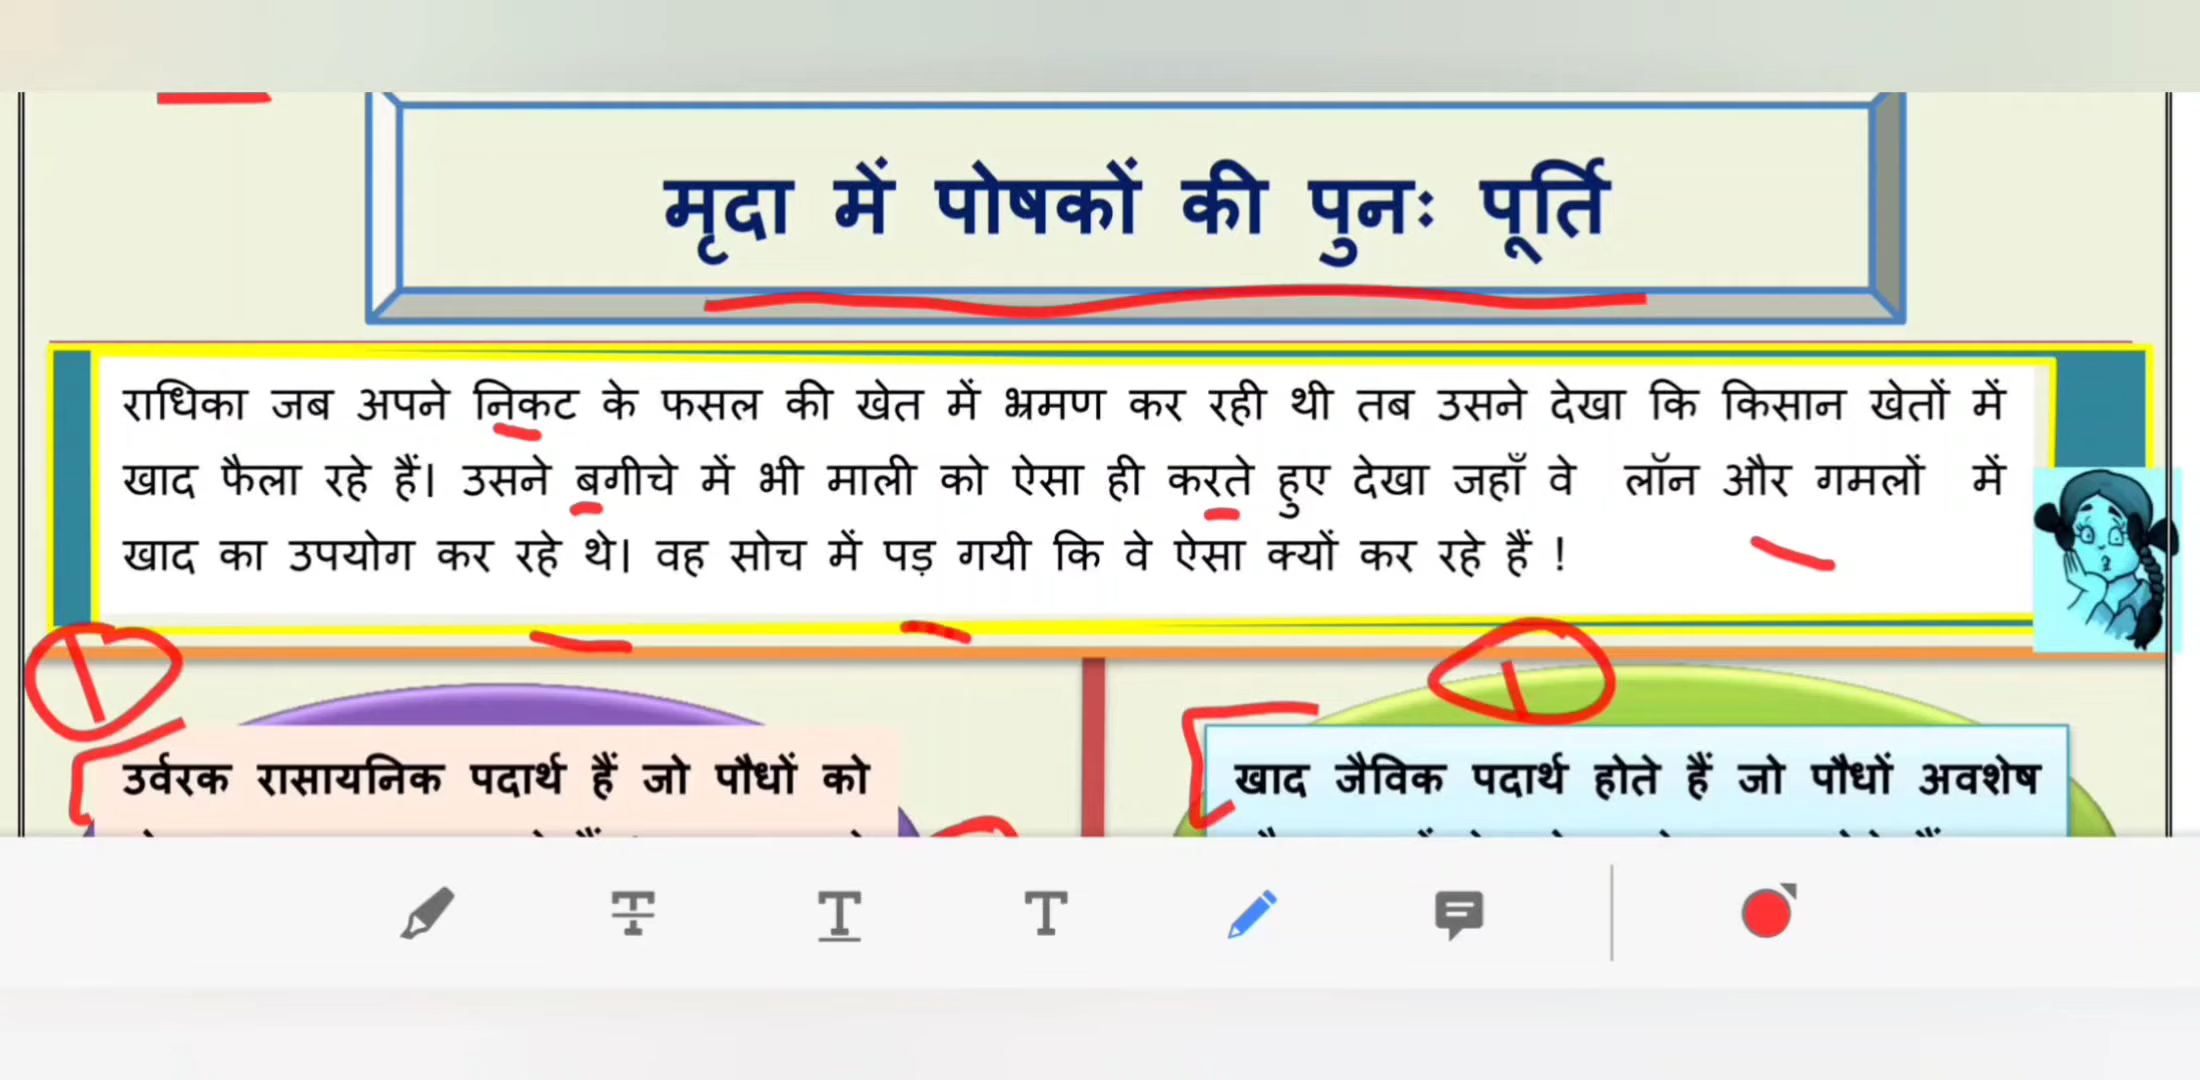 मृदा में पोषकों की पुनः पूर्ति
राधिका जब अपने निकट के फसल की खेत में भ्रमण कर रही थी तब उसने देखा कि किसान खेतों में
खाद फैला रहे हैं। उसने बगीचे में भी माली को ऐसा ही करते हुए देखा जहाँ वे लॉन और गमलों में
खाद का उपयोग कर रहे थे। वह सोच में पड़ गयी कि वे ऐसा क्यों कर रहे हैं !
उर्वरक रासायनिक पदार्थ हैं जो पौधों को
खाद जैविक पदार्थ होते हैं जो पौधों अवशेष